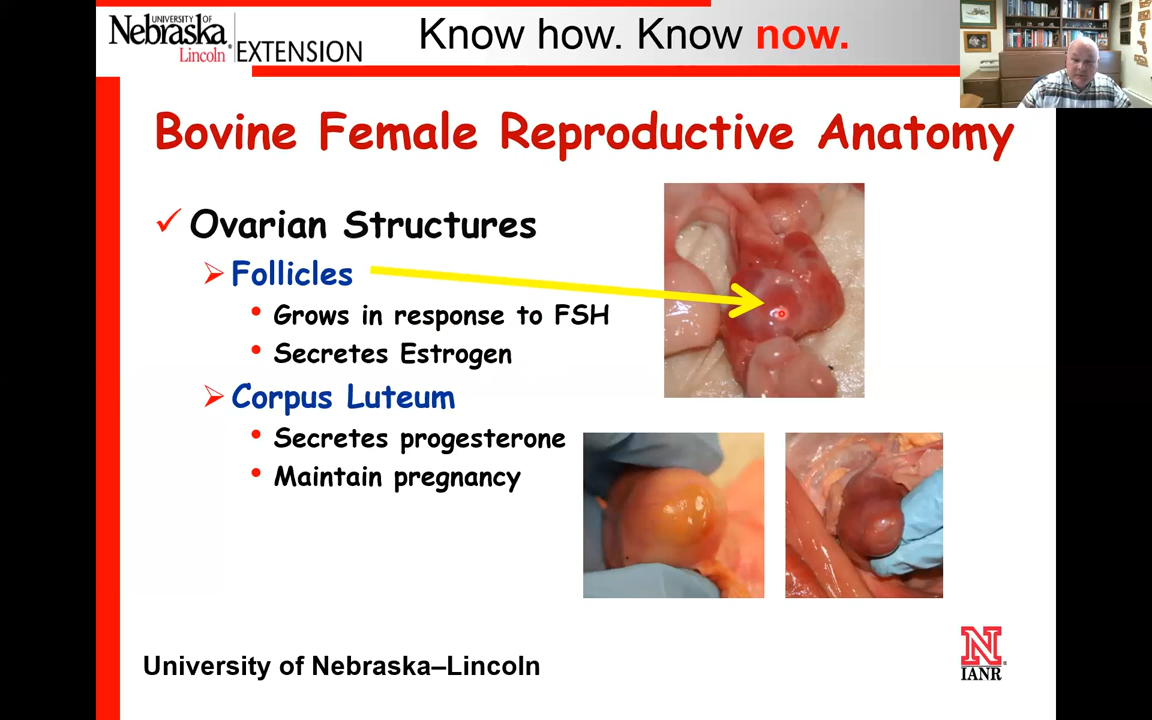 UNIVERSITY OF
Nebraska
Lincoln
EXTENSION
Know how. Know now.
Bovine Female Reproductive Anatomy
Ovarian Structures
Follicles
Grows in response to FSH
Secretes Estrogen
Corpus Luteum
Secretes progesterone
Maintain pregnancy
University of Nebraska–Lincoln
N
IANR